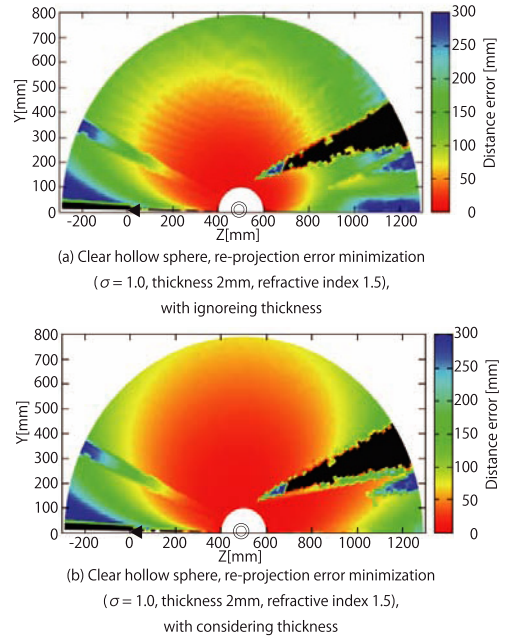 800
700
600
500
400
300
200
100
0
Y[mm]
-200 0 200 400 600 800 1000 1200
Z[mm]
300
250
200
150
100
50
0
Distance error [mm]
(a) Clear hollow sphere, re-projection error minimization
(σ = 1.0, thickness 2mm, refractive index 1.5),
with ignoreing thickness
800
700
600
500
400
300
200
100
0
Y[mm]
-200 0 200 400 600 800 1000 1200
Z[mm]
300
250
200
150
100
50
0
Distance error [mm]
(b) Clear hollow sphere, re-projection error minimization
(σ = 1.0, thickness 2mm, refractive index 1.5),
with considering thickness